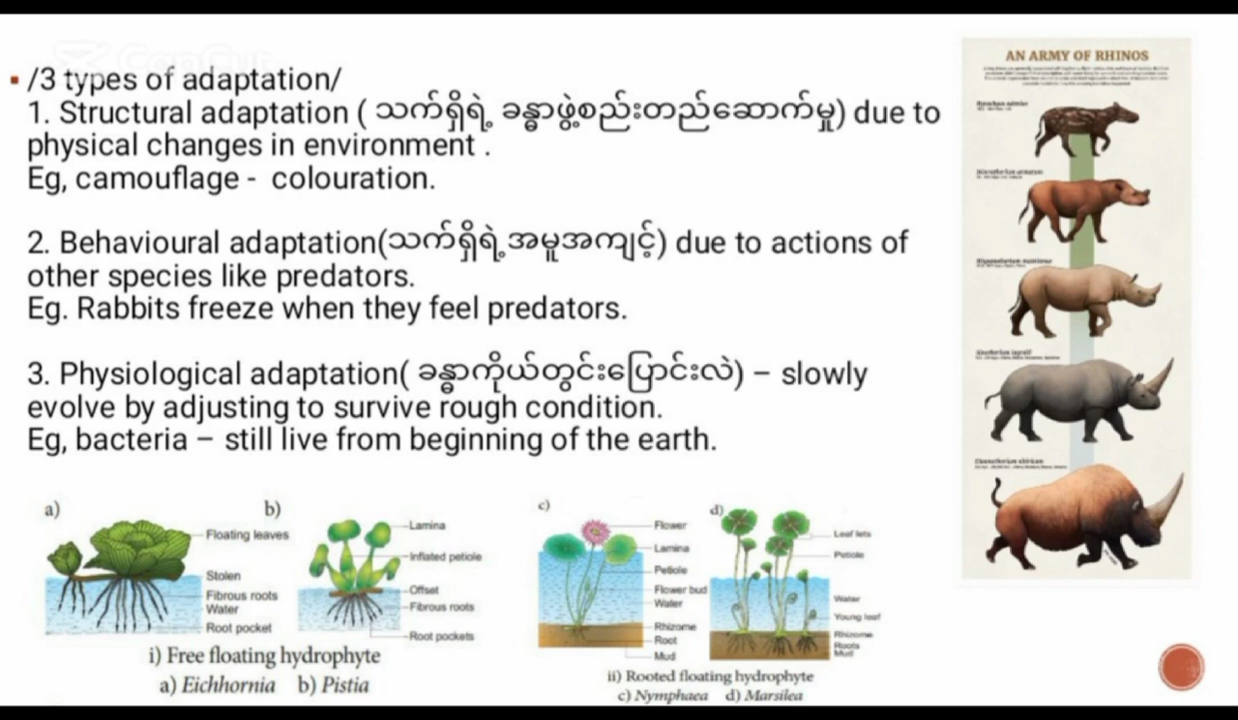 /3 types of adaptation/
1. Structural adaptation ( သက်ရှိရဲ့ ခန္ဓာဖွဲ့စည်းတည်ဆောက်မှု) due to
physical changes in environment .
Eg, camouflage - colouration.
2. Behavioural adaptation(သက်ရှိရဲ့အမူအကျင့်) due to actions of
other species like predators.
Eg. Rabbits freeze when they feel predators.
3. Physiological adaptation( ခန္ဓာကိုယ်တွင်းပြောင်းလဲ) – slowly
evolve by adjusting to survive rough condition.
Eg, bacteria – still live from beginning of the earth.
AN ARMY OF RHINOS
a)
Floating leaves
Stolen
Fibrous roots
Water
Root pocket
b)
Lamina
Inflated petiole
Offset
Fibrous roots
Root pockets
i) Free floating hydrophyte
a) Eichhornia b) Pistia
c)
Flower
Lamina
Petiole
Flower bud
Water
Rhizome
Root
Mud
d)
Leaf lets
Petiole
Water
Young leaf
Rhizome
Roots
Mud
ii) Rooted floating hydrophyte
c) Nymphaea d) Marsilea